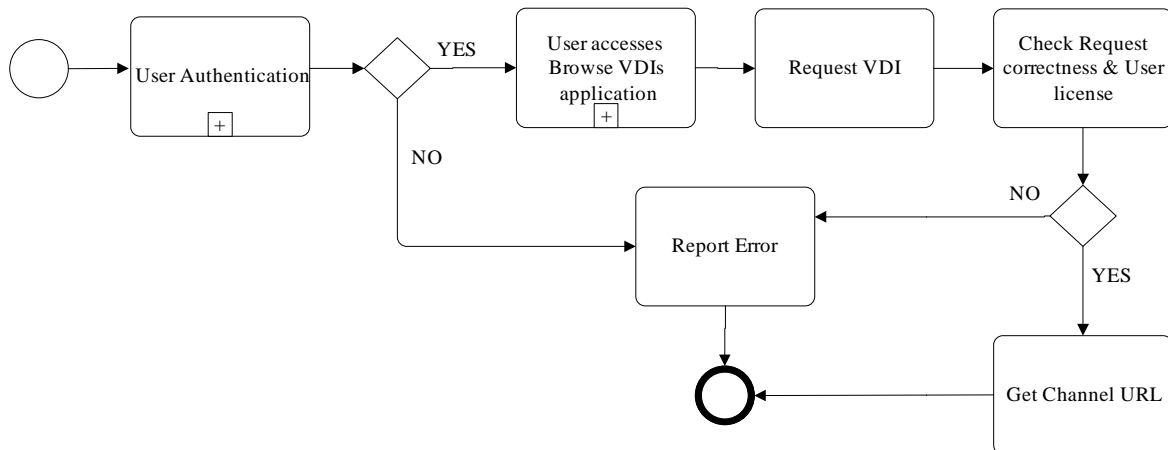 User Authentication
+
YES
User accesses
Browse VDIs
application
+
Request VDI
Check Request
correctness & User
license
NO
NO
Report Error
YES
Get Channel URL